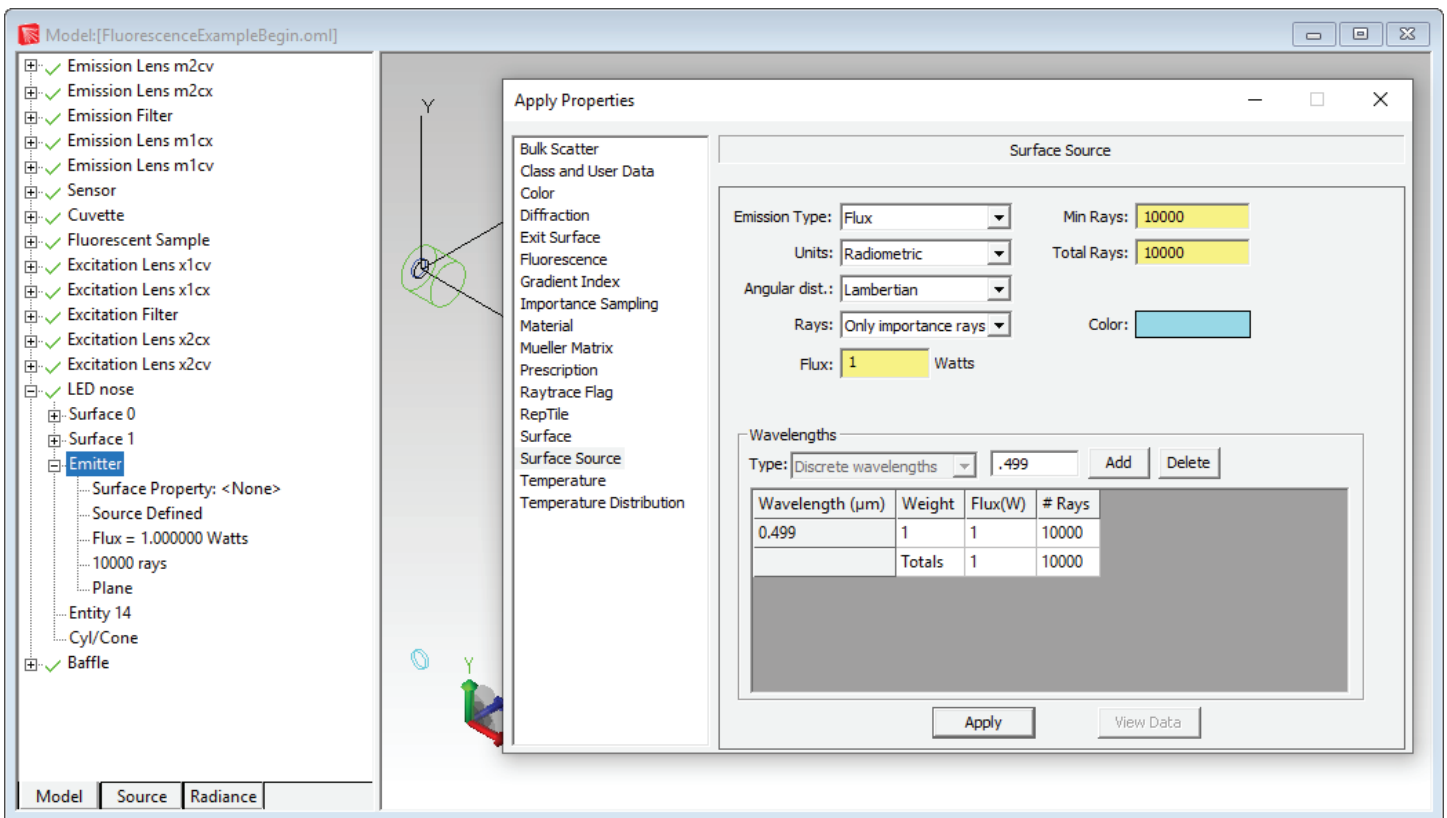 Model:[FluorescenceExampleBegin.oml]
Emission Lens m2cv
Emission Lens m2cx
Emission Filter
Emission Lens m1cx
Emission Lens m1cv
Sensor
Cuvette
Fluorescent Sample
Excitation Lens x1cv
Excitation Lens x1cx
Excitation Filter
Excitation Lens x2cx
Excitation Lens x2cv
LED nose
Surface 0
Surface 1
Emitter
Surface Property: <None>
Source Defined
Flux = 1.000000 Watts
10000 rays
Plane
Entity 14
Cyl/Cone
Baffle
Model Source Radiance
Y
Y
Apply Properties
Bulk Scatter
Class and User Data
Color
Diffraction
Exit Surface
Fluorescence
Gradient Index
Importance Sampling
Material
Mueller Matrix
Prescription
Raytrace Flag
RepTile
Surface
Surface Source
Temperature
Temperature Distribution
Surface Source
Emission Type: Flux Min Rays: 10000
Units: Radiometric Total Rays: 10000
Angular dist.: Lambertian
Rays: Only importance rays Color:
Flux: 1 Watts
Wavelengths
Type: Discrete wavelengths .499 Add Delete
Wavelength (µm) Weight Flux(W) # Rays
0.499 1 1 10000
Totals 1 10000
Apply View Data